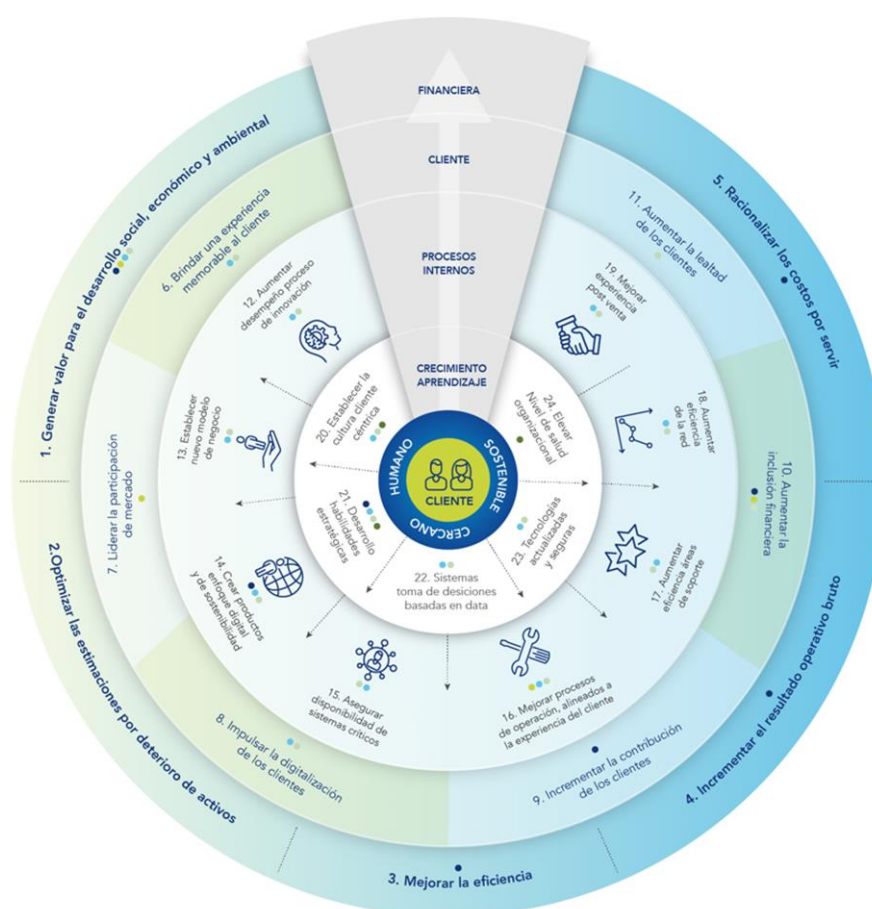 FINANCIERA
CLIENTE
PROCESOS
INTERNOS
CRECIMIENTO
APRENDIZAJE
HUMANO
SOSTENIBLE
CERCANO
CLIENTE
1. Generar valor para el desarrollo social, económico y ambiental
2.Optimizar las estimaciones por deterioro de activos
3. Mejorar la eficiencia
4. Incrementar el resultado operativo bruto
5. Racionalizar los costos por servir
6. Brindar una experiencia
memorable al cliente
7. Liderar la participación
de mercado
8. Impulsar la digitalización
de los clientes
9. Incrementar la contribución
de los clientes
10. Aumentar la
inclusión financiera
11. Aumentar la lealtad
de los clientes
12. Aumentar
desempeño proceso
de innovación
13. Establecer
nuevo modelo
de negocio
14. Crear productos
enfoque digital
y de sostenibilidad
15. Asegurar
disponibilidad de
sistemas críticos
16. Mejorar procesos
de operación, alineados a
la experiencia del cliente
17. Aumentar
eficiencia áreas
de soporte
18. Aumentar
eficiencia
de la red
19. Mejorar
experiencia
post venta
20. Establecer la
cultura cliente
céntrica
21. Desarrollo
habilidades
estratégicas
22. Sistemas
toma de desiciones
basadas en data
23. Tecnologías
actualizadas
y seguras
24. Elevar
Nivel de salud
organizacional